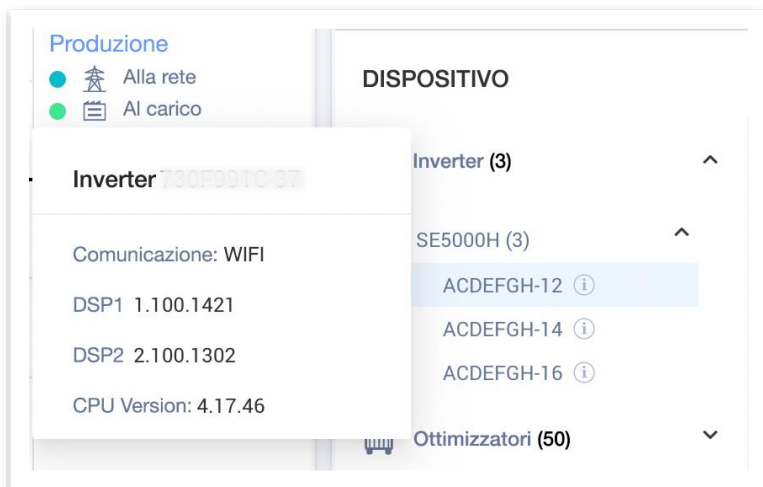 Produzione
Alla rete
Al carico
Inverter
Comunicazione: WIFI
DSP1 1.100.1421
DSP2 2.100.1302
CPU Version: 4.17.46
DISPOSITIVO
Inverter (3)
SE5000H (3)
ACDEFGH-12
ACDEFGH-14
ACDEFGH-16
Ottimizzatori (50)